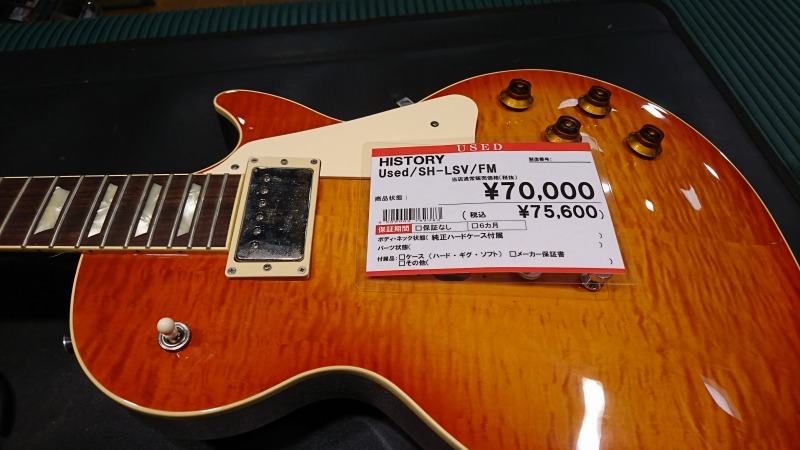 USED
HISTORY
製造番号:
Used/SH-LSV/FM
当店通常販売価格(税抜)
商品状態: ¥70,000
(税込 ¥75,600)
保証期間 □保証なし □6カ月
ボディ・ネック状態( 純正ハードケース付属 )
パーツ状態( )
付属品: □ケース (ハード・ギグ・ソフト) □メーカー保証書
□その他( )